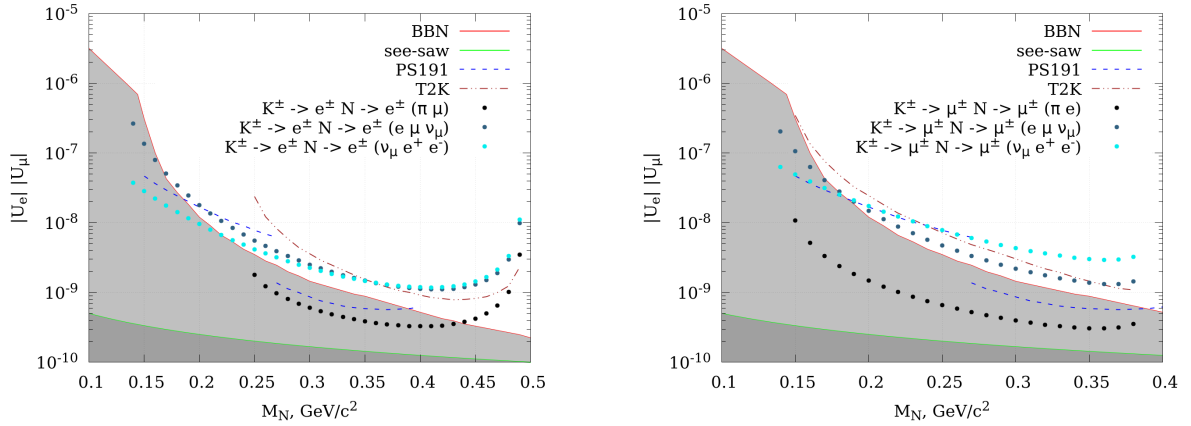 10⁻⁵
10⁻⁶
10⁻⁷
10⁻⁸
10⁻⁹
10⁻¹⁰
|Uₑ| |U_μ|
BBN
see-saw
PS191
T2K
K± -> e± N -> e± (π μ)
K± -> e± N -> e± (e μ ν_μ)
K± -> e± N -> e± (ν_μ e⁺ e⁻)
0.1 0.15 0.2 0.25 0.3 0.35 0.4 0.45 0.5
M_N, GeV/c²
10⁻⁵
10⁻⁶
10⁻⁷
10⁻⁸
10⁻⁹
10⁻¹⁰
|Uₑ| |U_μ|
BBN
see-saw
PS191
T2K
K± -> μ± N -> μ± (π e)
K± -> μ± N -> μ± (e μ ν_μ)
K± -> μ± N -> μ± (ν_μ e⁺ e⁻)
0.1 0.15 0.2 0.25 0.3 0.35 0.4
M_N, GeV/c²